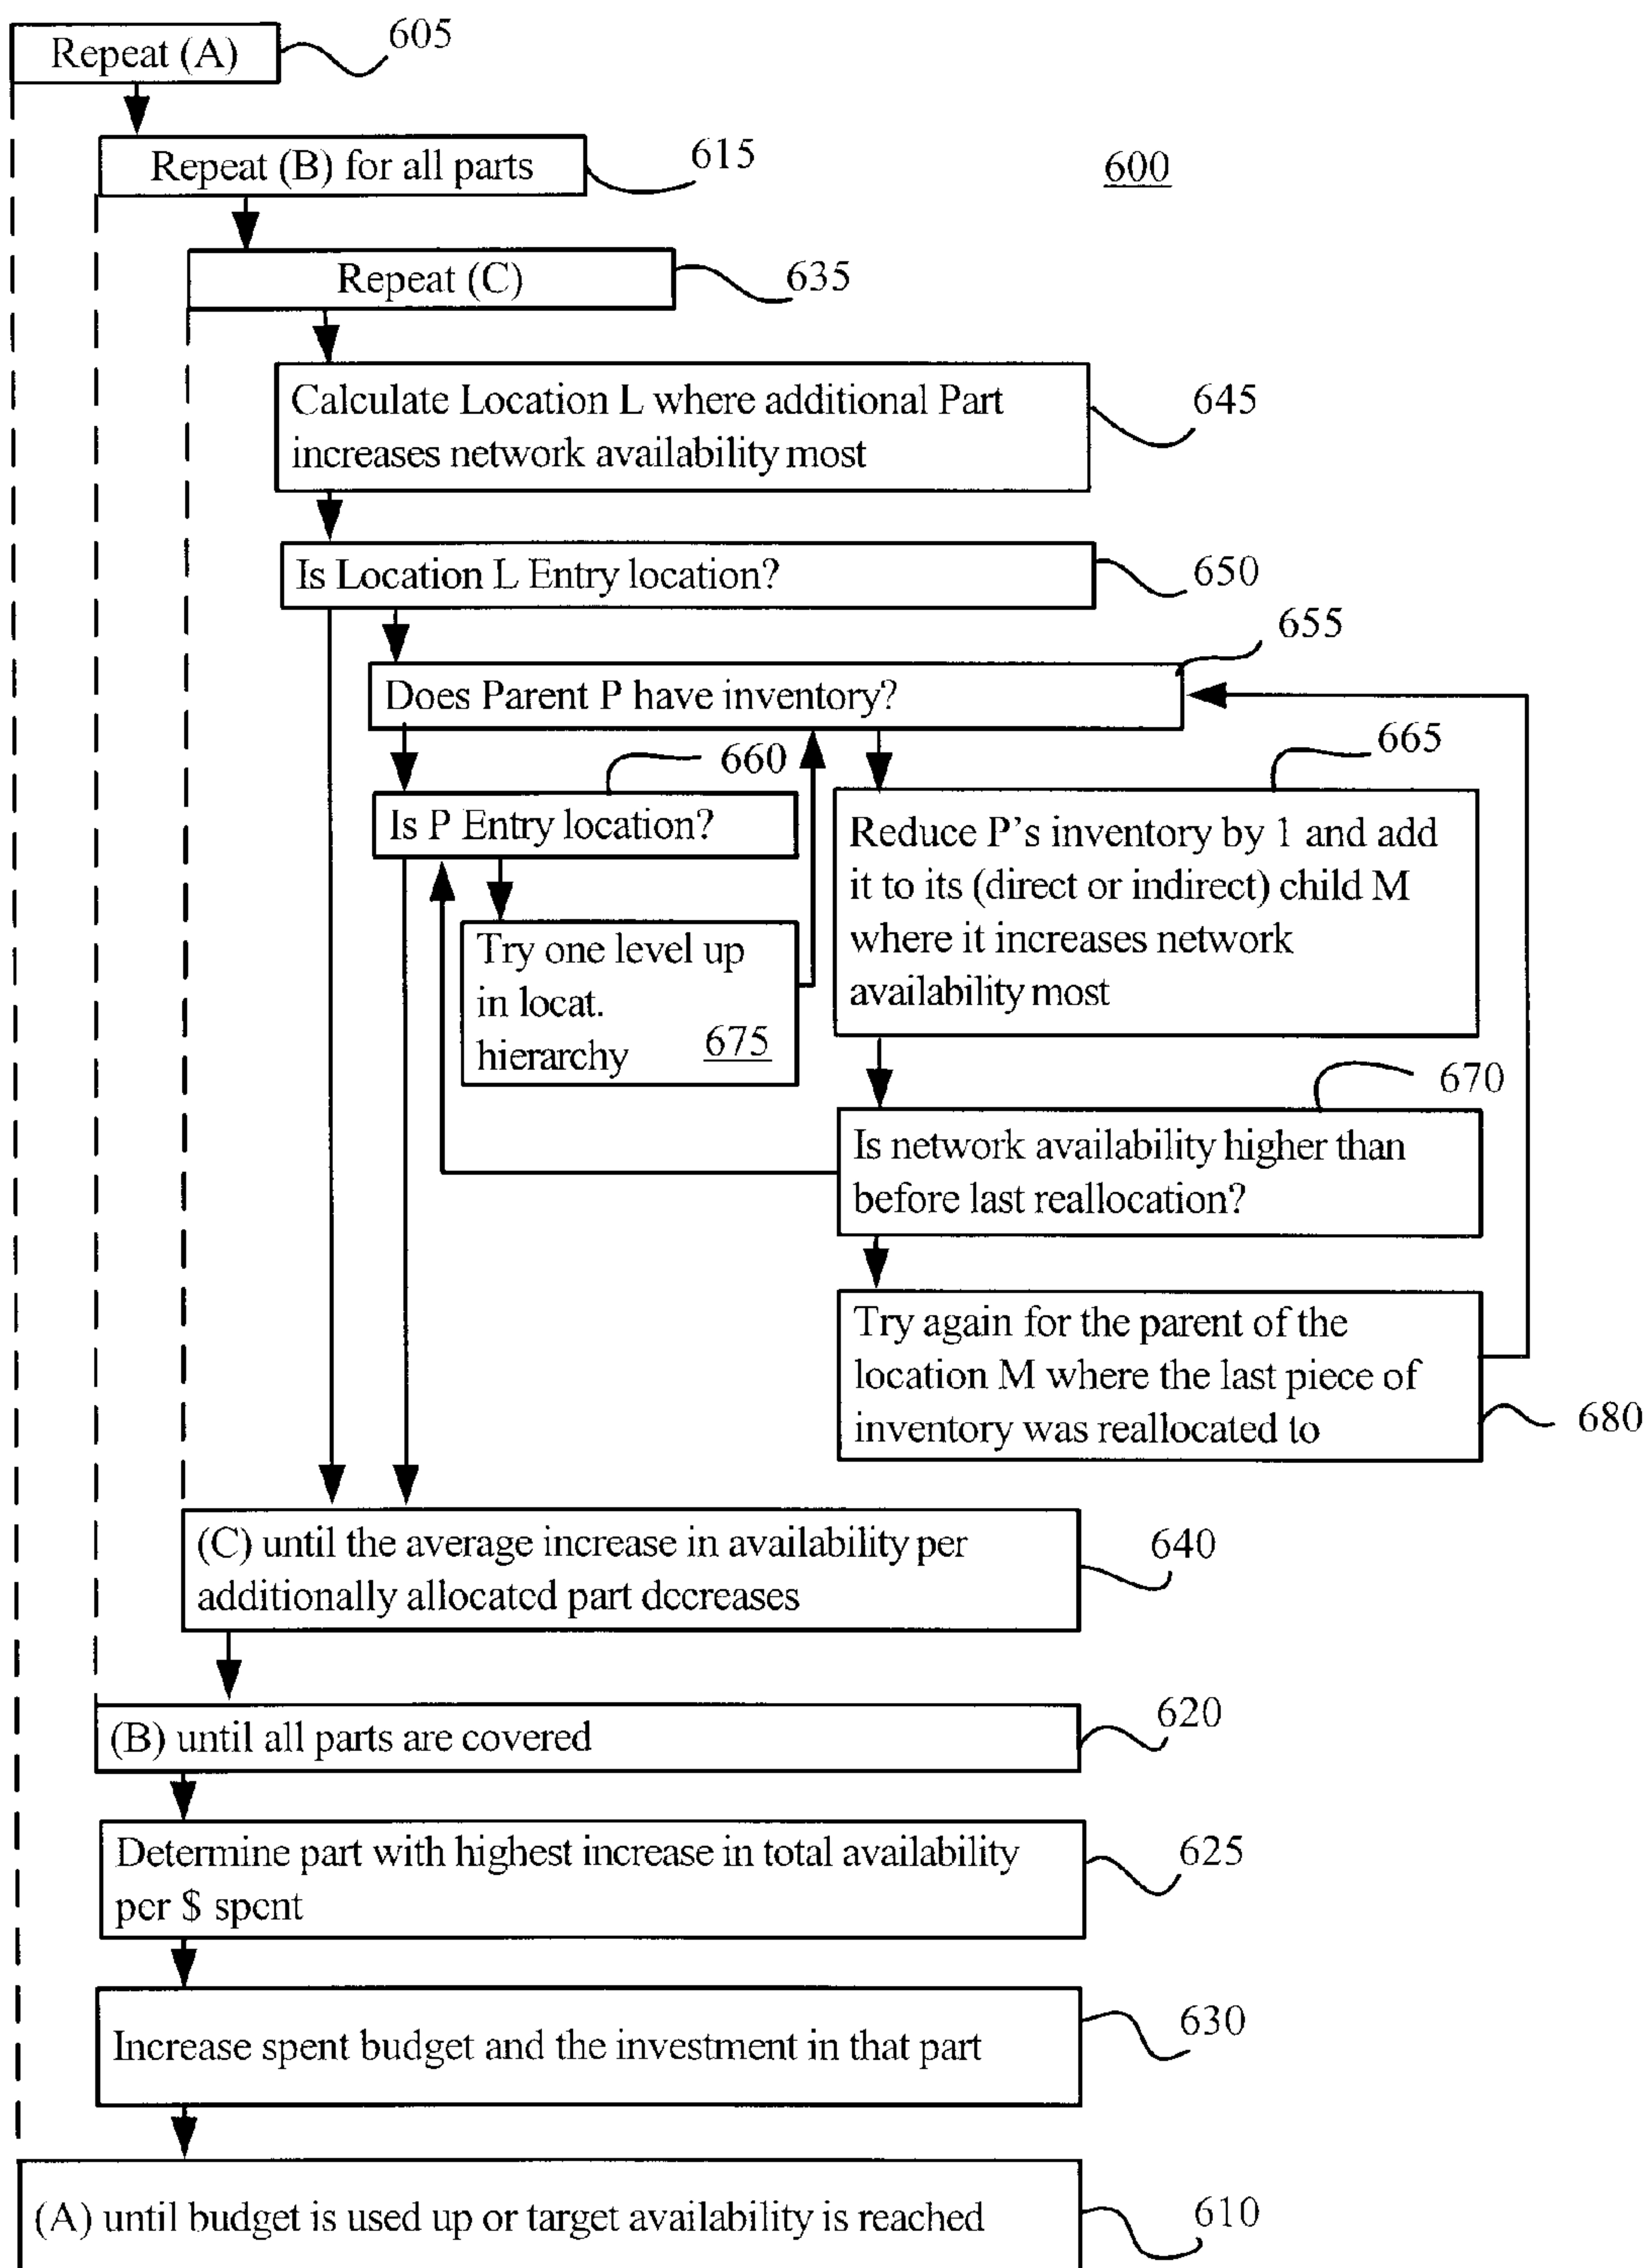 Repeat (A)
605
Repeat (B) for all parts
615
600
Repeat (C)
635
Calculate Location L where additional Part
increases network availability most
645
Is Location L Entry location?
650
655
Does Parent P have inventory?
660
665
Is P Entry location?
Reduce P's inventory by 1 and add
it to its (direct or indirect) child M
where it increases network
availability most
Try one level up
in locat.
hierarchy 675
670
Is network availability higher than
before last reallocation?
Try again for the parent of the
location M where the last piece of
inventory was reallocated to
680
(C) until the average increase in availability per
additionally allocated part decreases
640
(B) until all parts are covered
620
Determine part with highest increase in total availability
per $ spent
625
Increase spent budget and the investment in that part
630
(A) until budget is used up or target availability is reached
610